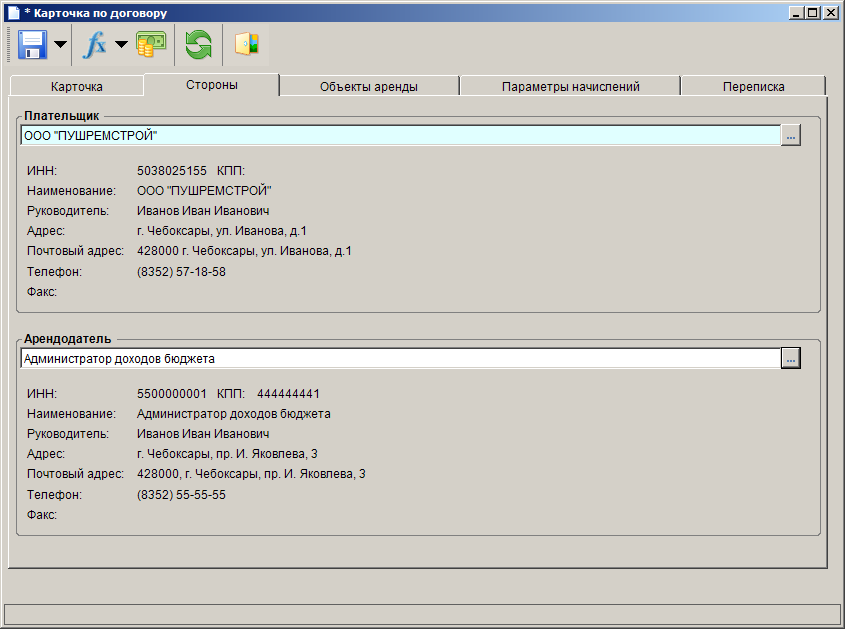 * Карточка по договору
fx
Карточка Стороны Объекты аренды Параметры начислений Переписка
Плательщик
ООО "ПУШРЕМСТРОЙ" ...
ИНН: 5038025155 КПП:
Наименование: ООО "ПУШРЕМСТРОЙ"
Руководитель: Иванов Иван Иванович
Адрес: г. Чебоксары, ул. Иванова, д.1
Почтовый адрес: 428000 г. Чебоксары, ул. Иванова, д.1
Телефон: (8352) 57-18-58
Факс:
Арендодатель
Администратор доходов бюджета ...
ИНН: 5500000001 КПП: 444444441
Наименование: Администратор доходов бюджета
Руководитель: Иванов Иван Иванович
Адрес: г. Чебоксары, пр. И. Яковлева, 3
Почтовый адрес: 428000, г. Чебоксары, пр. И. Яковлева, 3
Телефон: (8352) 55-55-55
Факс: